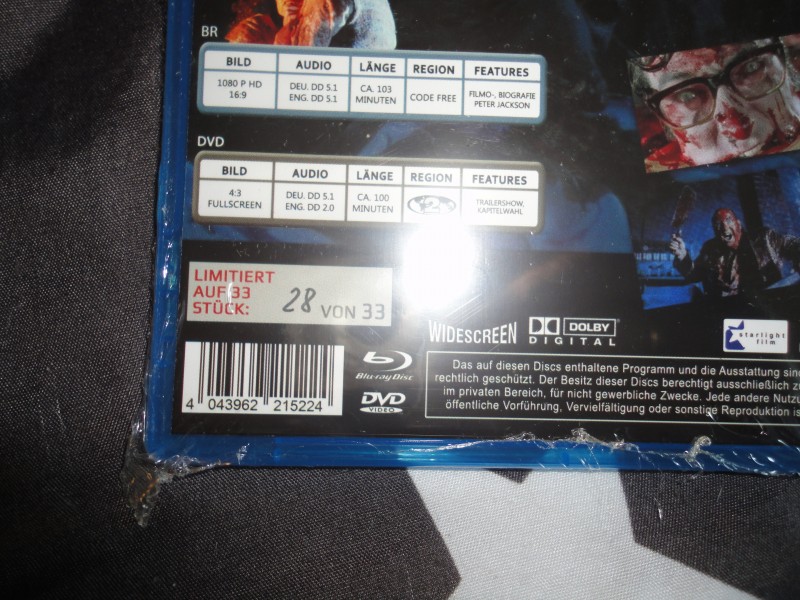 BR
BILD AUDIO LÄNGE REGION FEATURES
1080 P HD DEU. DD 5.1 CA. 103 CODE FREE FILMO-, BIOGRAFIE
16:9 ENG. DD 5.1 MINUTEN PETER JACKSON
DVD
BILD AUDIO LÄNGE REGION FEATURES
4:3 DEU. DD 5.1 CA. 100 2 TRAILERSHOW,
FULLSCREEN ENG. DD 2.0 MINUTEN KAPITELWAHL
LIMITIERT
AUF 33
STÜCK: 28 VON 33
WIDESCREEN
DOLBY
DIGITAL
starlight
film
4 043962 215224
Blu-ray Disc
DVD
VIDEO
Das auf diesen Discs enthaltene Programm und die Ausstattung sin
rechtlich geschützt. Der Besitz dieser Discs berechtigt ausschließlich z
im privaten Bereich, für nicht gewerbliche Zwecke. Jede andere Nutzu
öffentliche Vorführung, Vervielfältigung oder sonstige Reproduktion is